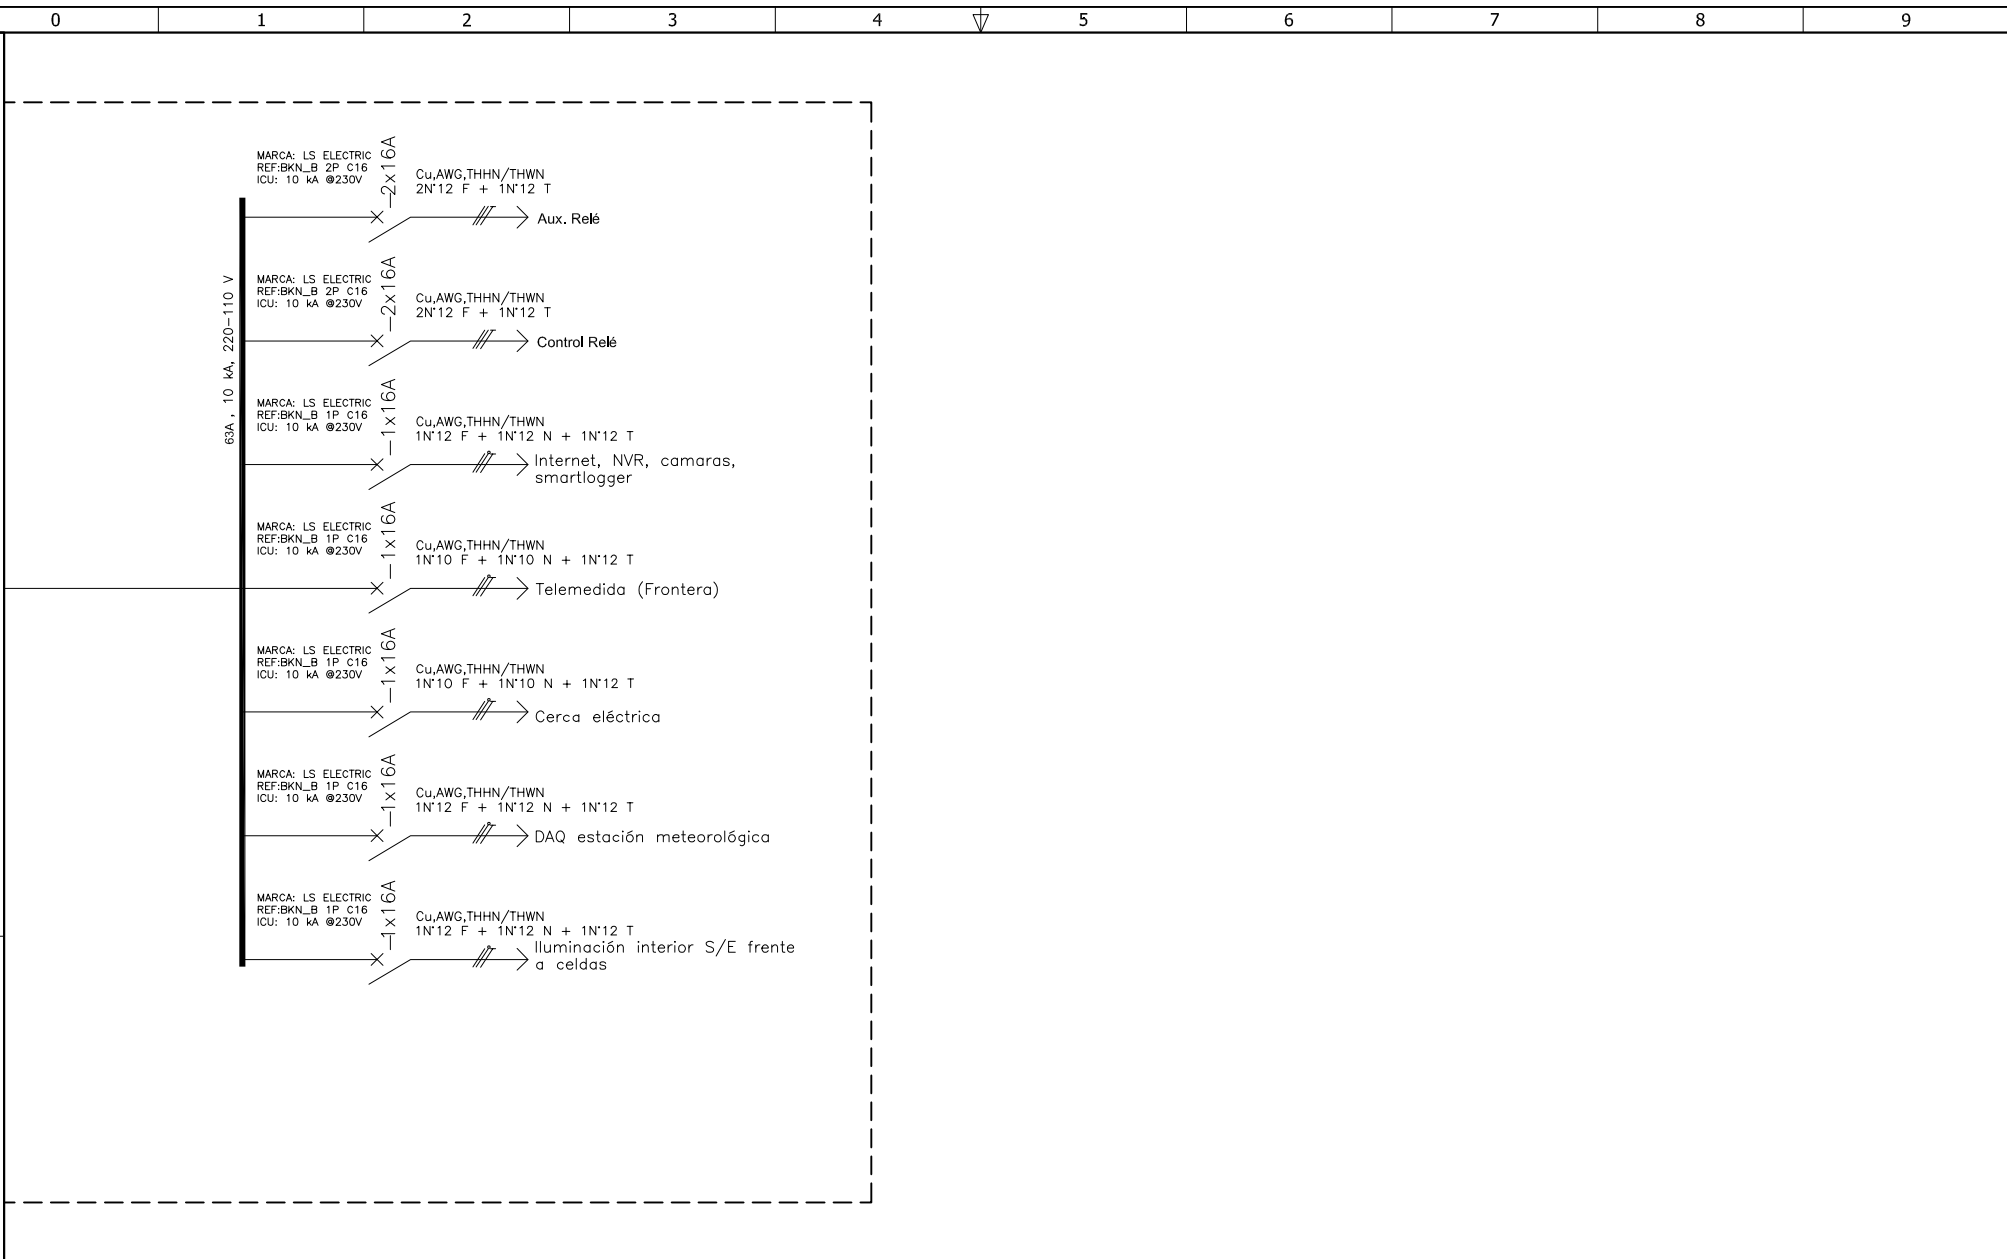 0 1 2 3 4 5 6 7 8 9
MARCA: LS ELECTRIC
REF:BKN_B 2P C16
ICU: 10 kA @230V
2x16A
Cu,AWG,THHN/THWN
2N°12 F + 1N°12 T
Aux. Relé
63A , 10 kA, 220-110 V
MARCA: LS ELECTRIC
REF:BKN_B 2P C16
ICU: 10 kA @230V
2x16A
Cu,AWG,THHN/THWN
2N°12 F + 1N°12 T
Control Relé
MARCA: LS ELECTRIC
REF:BKN_B 1P C16
ICU: 10 kA @230V
1x16A
Cu,AWG,THHN/THWN
1N°12 F + 1N°12 N + 1N°12 T
Internet, NVR, camaras,
smartlogger
MARCA: LS ELECTRIC
REF:BKN_B 1P C16
ICU: 10 kA @230V
1x16A
Cu,AWG,THHN/THWN
1N°10 F + 1N°10 N + 1N°12 T
Telemedida (Frontera)
MARCA: LS ELECTRIC
REF:BKN_B 1P C16
ICU: 10 kA @230V
1x16A
Cu,AWG,THHN/THWN
1N°10 F + 1N°10 N + 1N°12 T
Cerca eléctrica
MARCA: LS ELECTRIC
REF:BKN_B 1P C16
ICU: 10 kA @230V
1x16A
Cu,AWG,THHN/THWN
1N°12 F + 1N°12 N + 1N°12 T
DAQ estación meteorológica
MARCA: LS ELECTRIC
REF:BKN_B 1P C16
ICU: 10 kA @230V
1x16A
Cu,AWG,THHN/THWN
1N°12 F + 1N°12 N + 1N°12 T
Iluminación interior S/E frente
a celdas